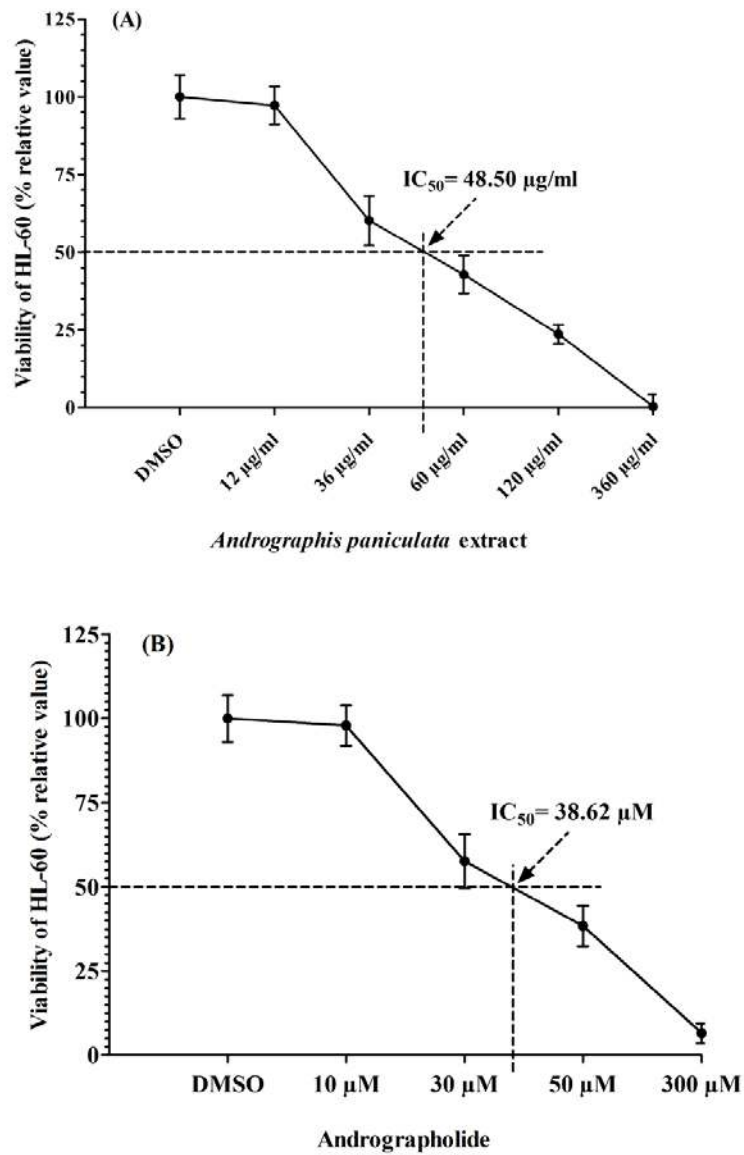 (A)
Viability of HL-60 (% relative value)
125
100
75
50
25
0
IC50= 48.50 µg/ml
DMSO
12 µg/ml
36 µg/ml
60 µg/ml
120 µg/ml
360 µg/ml
Andrographis paniculata extract
(B)
Viability of HL-60 (% relative value)
125
100
75
50
25
0
IC50= 38.62 µM
DMSO
10 µM
30 µM
50 µM
300 µM
Andrographolide